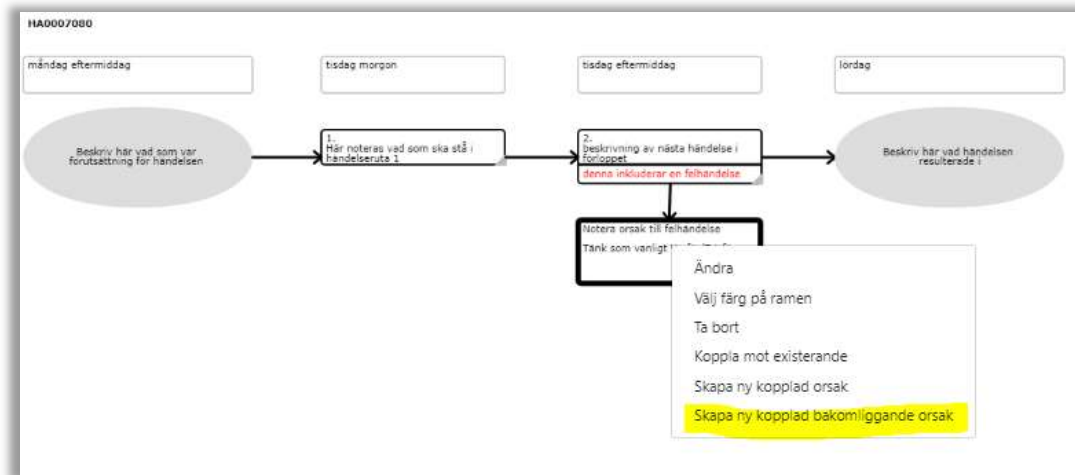 HA0007080
måndag eftermiddag
tisdag morgon
tisdag eftermiddag
lördag
Beskriv här vad som var
förutsättning för händelsen
1.
Här noteras vad som ska stå i
händelseruta 1
2.
beskrivning av nästa händelse i
förloppet
denna inkluderar en felhändelse
Beskriv här vad händelsen
resulterade i
Notera orsak till felhändelse
Tänk som vanligt
Ändra
Välj färg på ramen
Ta bort
Koppla mot existerande
Skapa ny kopplad orsak
Skapa ny kopplad bakomliggande orsak